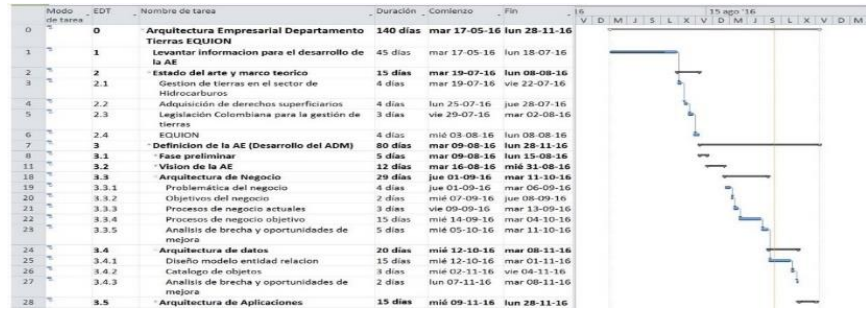 Modo de tarea EDT Nombre de tarea Duración Comienzo Fin 16 15 ago '16
V D M J S L X V D M J S L X V D M
0 0 Arquitectura Empresarial Departamento Tierras EQUION 140 días mar 17-05-16 lun 28-11-16
1 1 Levantar informacion para el desarrollo de la AE 45 días mar 17-05-16 lun 18-07-16
2 2 Estado del arte y marco teorico 15 días mar 19-07-16 lun 08-08-16
3 2.1 Gestion de tierras en el sector de Hidrocarburos 4 días mar 19-07-16 vie 22-07-16
4 2.2 Adquisición de derechos superficiarios 4 días lun 25-07-16 jue 28-07-16
5 2.3 Legislación Colombiana para la gestión de tierras 3 días vie 29-07-16 mar 02-08-16
6 2.4 EQUION 4 días mié 03-08-16 lun 08-08-16
7 3 Definicion de la AE (Desarrollo del ADM) 80 días mar 09-08-16 lun 28-11-16
8 3.1 Fase preliminar 5 días mar 09-08-16 lun 15-08-16
11 3.2 Vision de la AE 12 días mar 16-08-16 mié 31-08-16
18 3.3 Arquitectura de Negocio 29 días jue 01-09-16 mar 11-10-16
19 3.3.1 Problemática del negocio 4 días jue 01-09-16 mar 06-09-16
20 3.3.2 Objetivos del negocio 2 días mié 07-09-16 jue 08-09-16
21 3.3.3 Procesos de negocio actuales 3 días vie 09-09-16 mar 13-09-16
22 3.3.4 Procesos de negocio objetivo 15 días mié 14-09-16 mar 04-10-16
23 3.3.5 Analisis de brecha y oportunidades de mejora 5 días mié 05-10-16 mar 11-10-16
24 3.4 Arquitectura de datos 20 días mié 12-10-16 mar 08-11-16
25 3.4.1 Diseño modelo entidad relacion 15 días mié 12-10-16 mar 01-11-16
26 3.4.2 Catalogo de objetos 3 días mié 02-11-16 vie 04-11-16
27 3.4.3 Analisis de brecha y oportunidades de mejora 2 días lun 07-11-16 mar 08-11-16
28 3.5 Arquitectura de Aplicaciones 15 días mié 09-11-16 lun 28-11-16